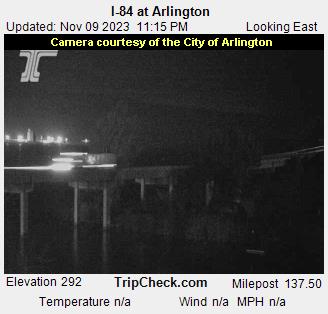 I-84 at Arlington
Updated: Nov 09 2023 11:15 PM Looking East
Camera courtesy of the City of Arlington
Elevation 292 TripCheck.com Milepost 137.50
Temperature n/a Wind n/a MPH n/a